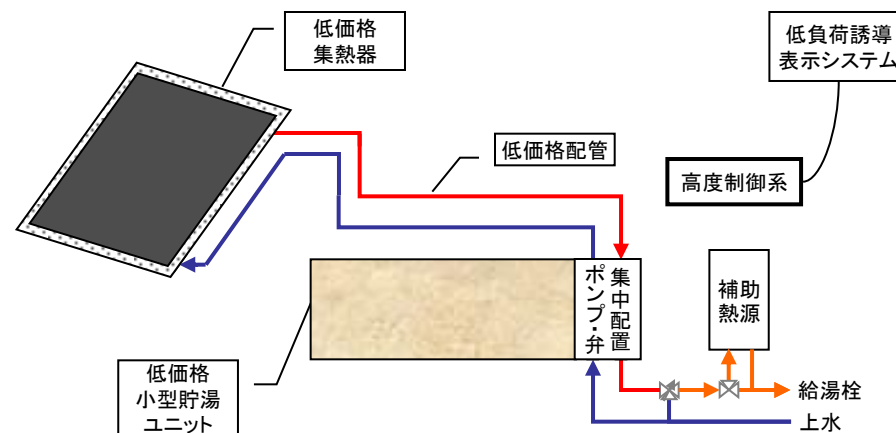 低価格
集熱器
低負荷誘導
表示システム
低価格配管
高度制御系
集中配置
ポンプ・弁
補助
熱源
低価格
小型貯湯
ユニット
給湯栓
上水